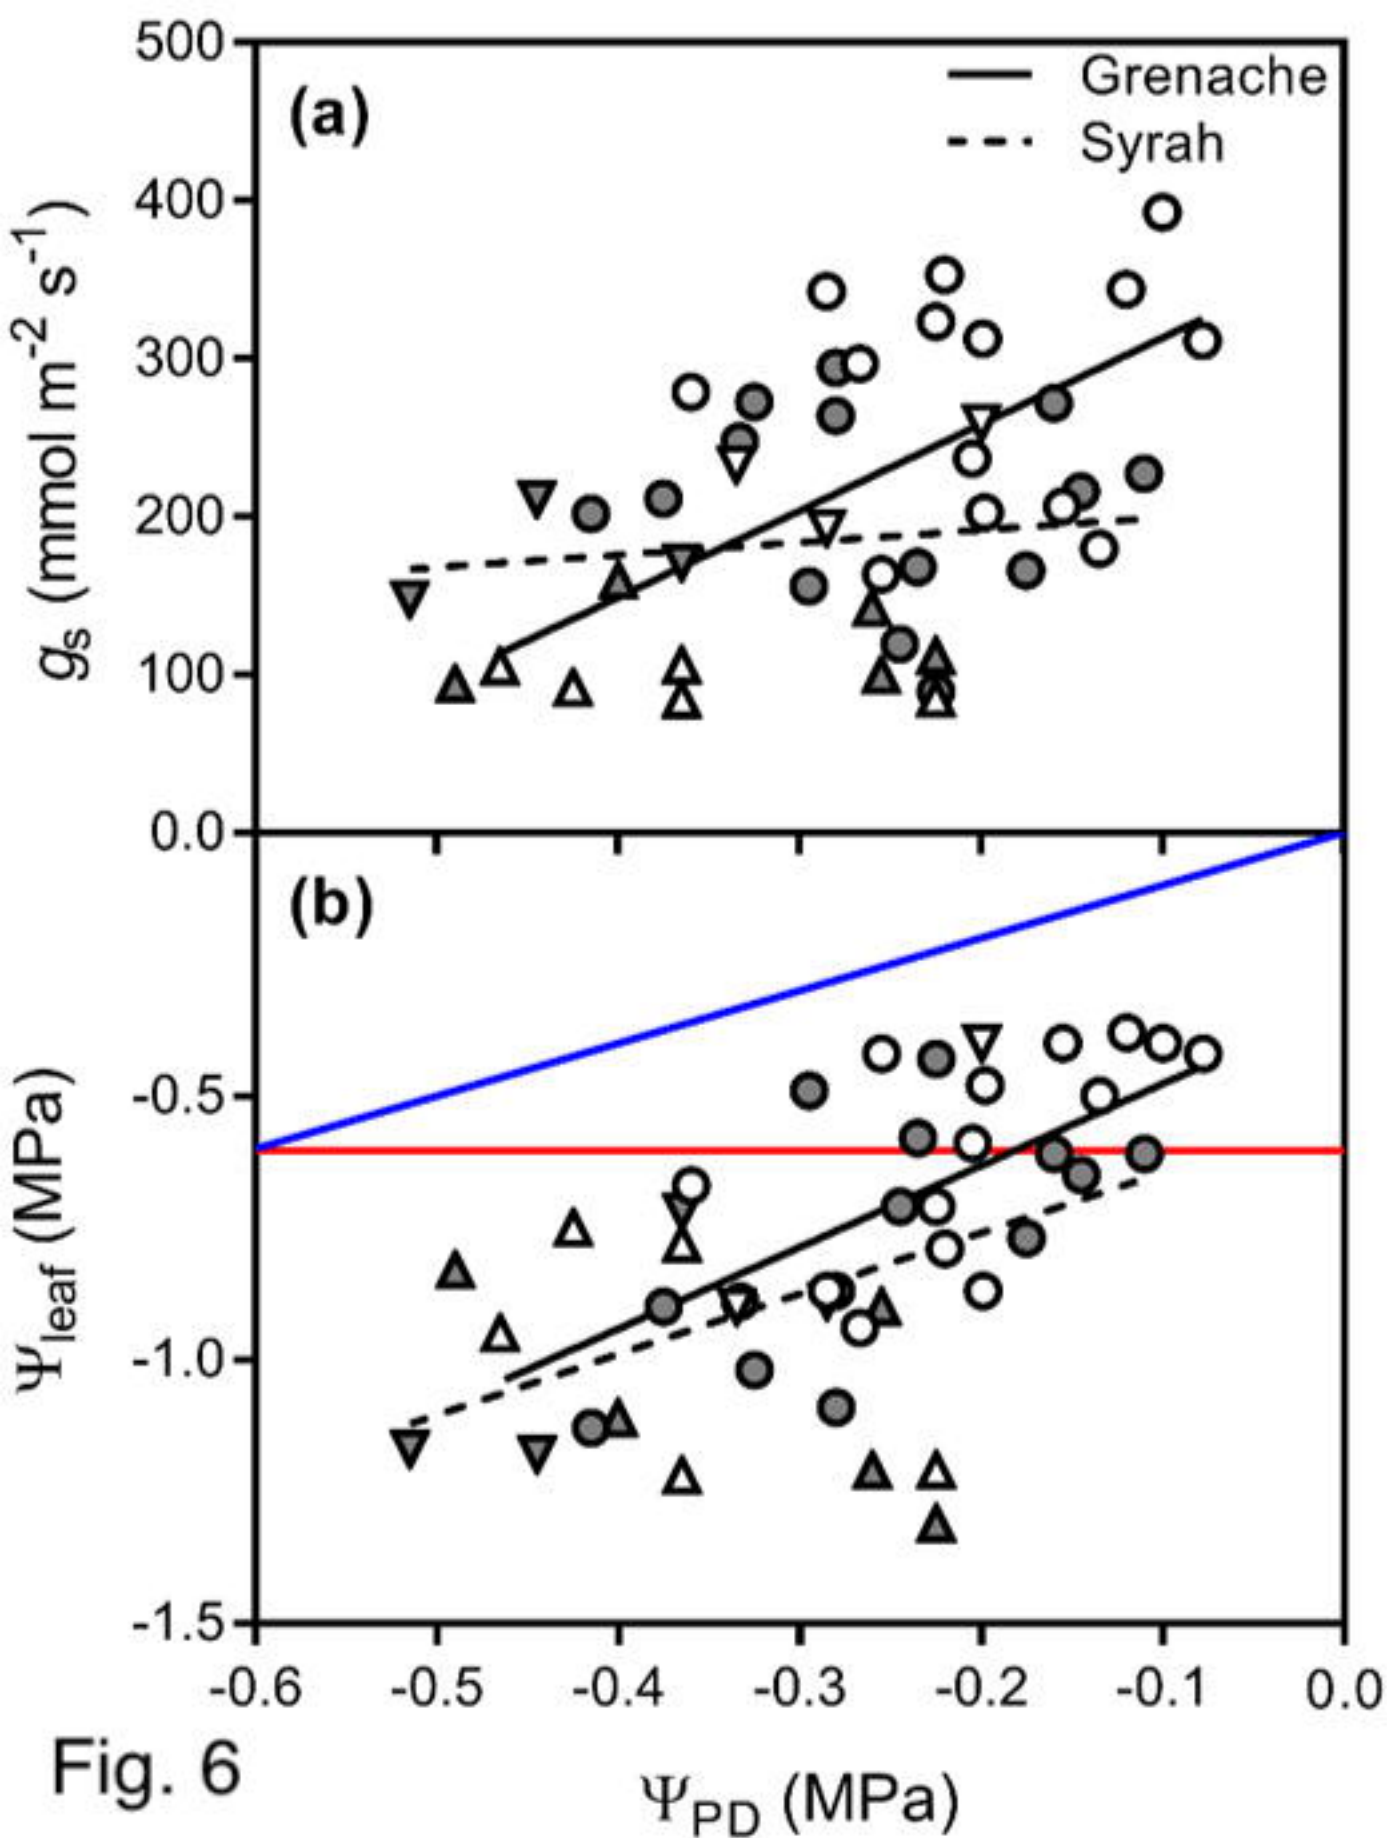 500
(a)
Grenache
Syrah
400
300
200
100
0.0
gs (mmol m-2 s-1)
(b)
-0.5
-1.0
-1.5
Ψleaf (MPa)
-0.6 -0.5 -0.4 -0.3 -0.2 -0.1 0.0
Fig. 6
ΨPD (MPa)